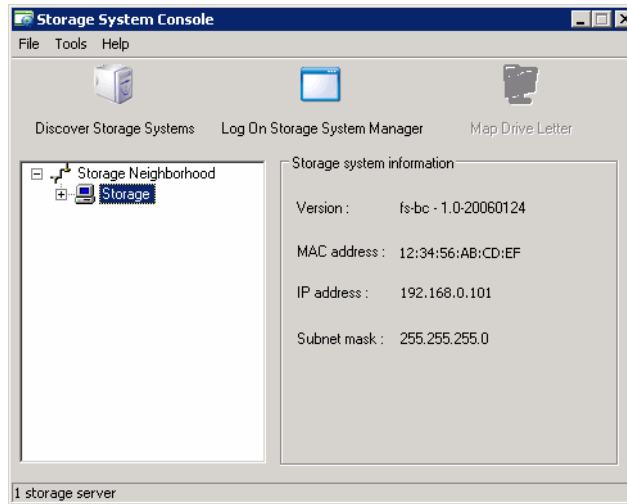 Storage System Console
File Tools Help
Discover Storage Systems Log On Storage System Manager Map Drive Letter
Storage Neighborhood
Storage
Storage system information
Version : fs-bc - 1.0-20060124
MAC address : 12:34:56:AB:CD:EF
IP address : 192.168.0.101
Subnet mask : 255.255.255.0
1 storage server